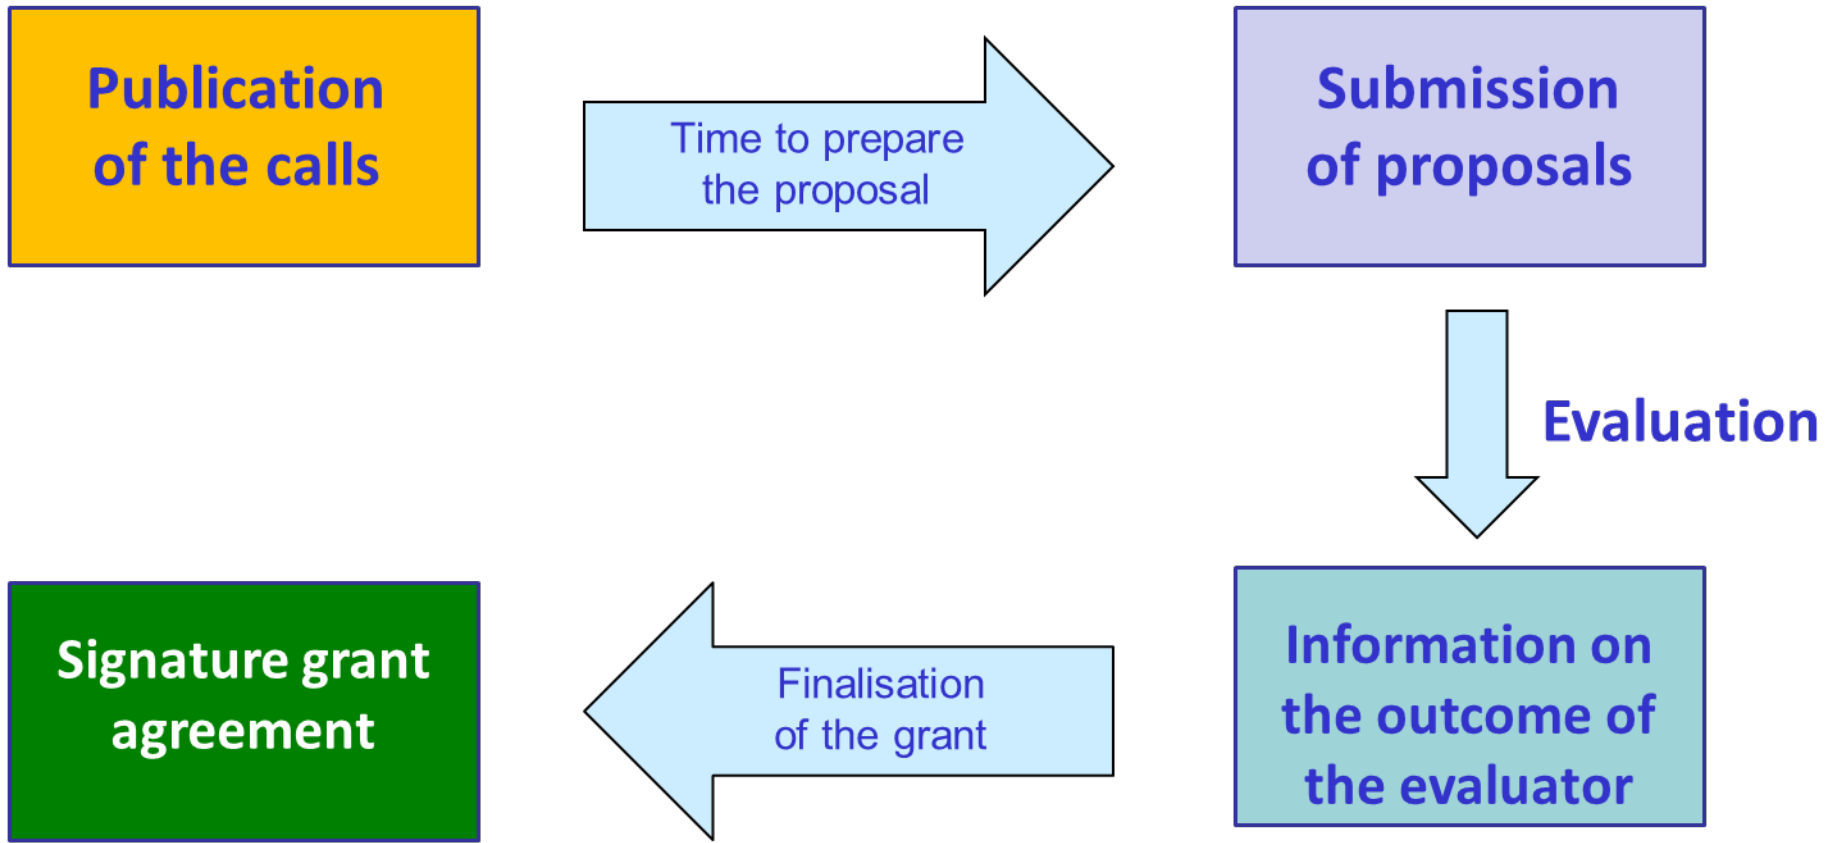 Publication
of the calls
Time to prepare
the proposal
Submission
of proposals
Evaluation
Information on
the outcome of
the evaluator
Finalisation
of the grant
Signature grant
agreement